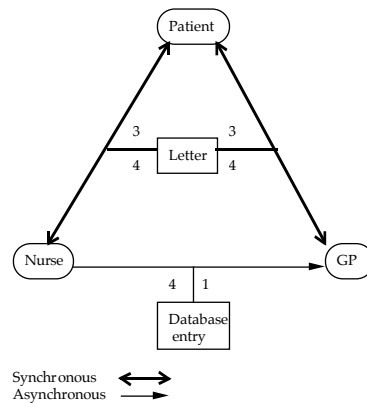 Patient
3 3
Letter
4 4
Nurse
GP
4 1
Database
entry
Synchronous
Asynchronous